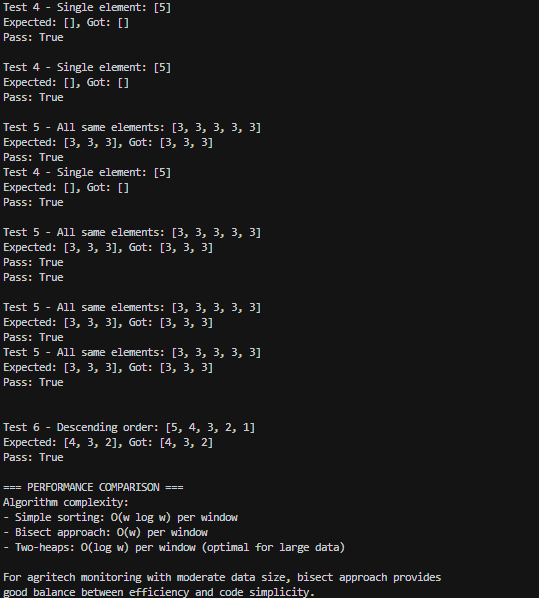 Test 4 - Single element: [5]
Expected: [], Got: []
Pass: True

Test 4 - Single element: [5]
Expected: [], Got: []
Pass: True

Test 5 - All same elements: [3, 3, 3, 3, 3]
Expected: [3, 3, 3], Got: [3, 3, 3]
Pass: True
Test 4 - Single element: [5]
Expected: [], Got: []
Pass: True

Test 5 - All same elements: [3, 3, 3, 3, 3]
Expected: [3, 3, 3], Got: [3, 3, 3]
Pass: True
Pass: True

Test 5 - All same elements: [3, 3, 3, 3, 3]
Expected: [3, 3, 3], Got: [3, 3, 3]
Pass: True
Test 5 - All same elements: [3, 3, 3, 3, 3]
Expected: [3, 3, 3], Got: [3, 3, 3]
Pass: True


Test 6 - Descending order: [5, 4, 3, 2, 1]
Expected: [4, 3, 2], Got: [4, 3, 2]
Pass: True

=== PERFORMANCE COMPARISON ===
Algorithm complexity:
- Simple sorting: O(w log w) per window
- Bisect approach: O(w) per window
- Two-heaps: O(log w) per window (optimal for large data)

For agritech monitoring with moderate data size, bisect approach provides
good balance between efficiency and code simplicity.